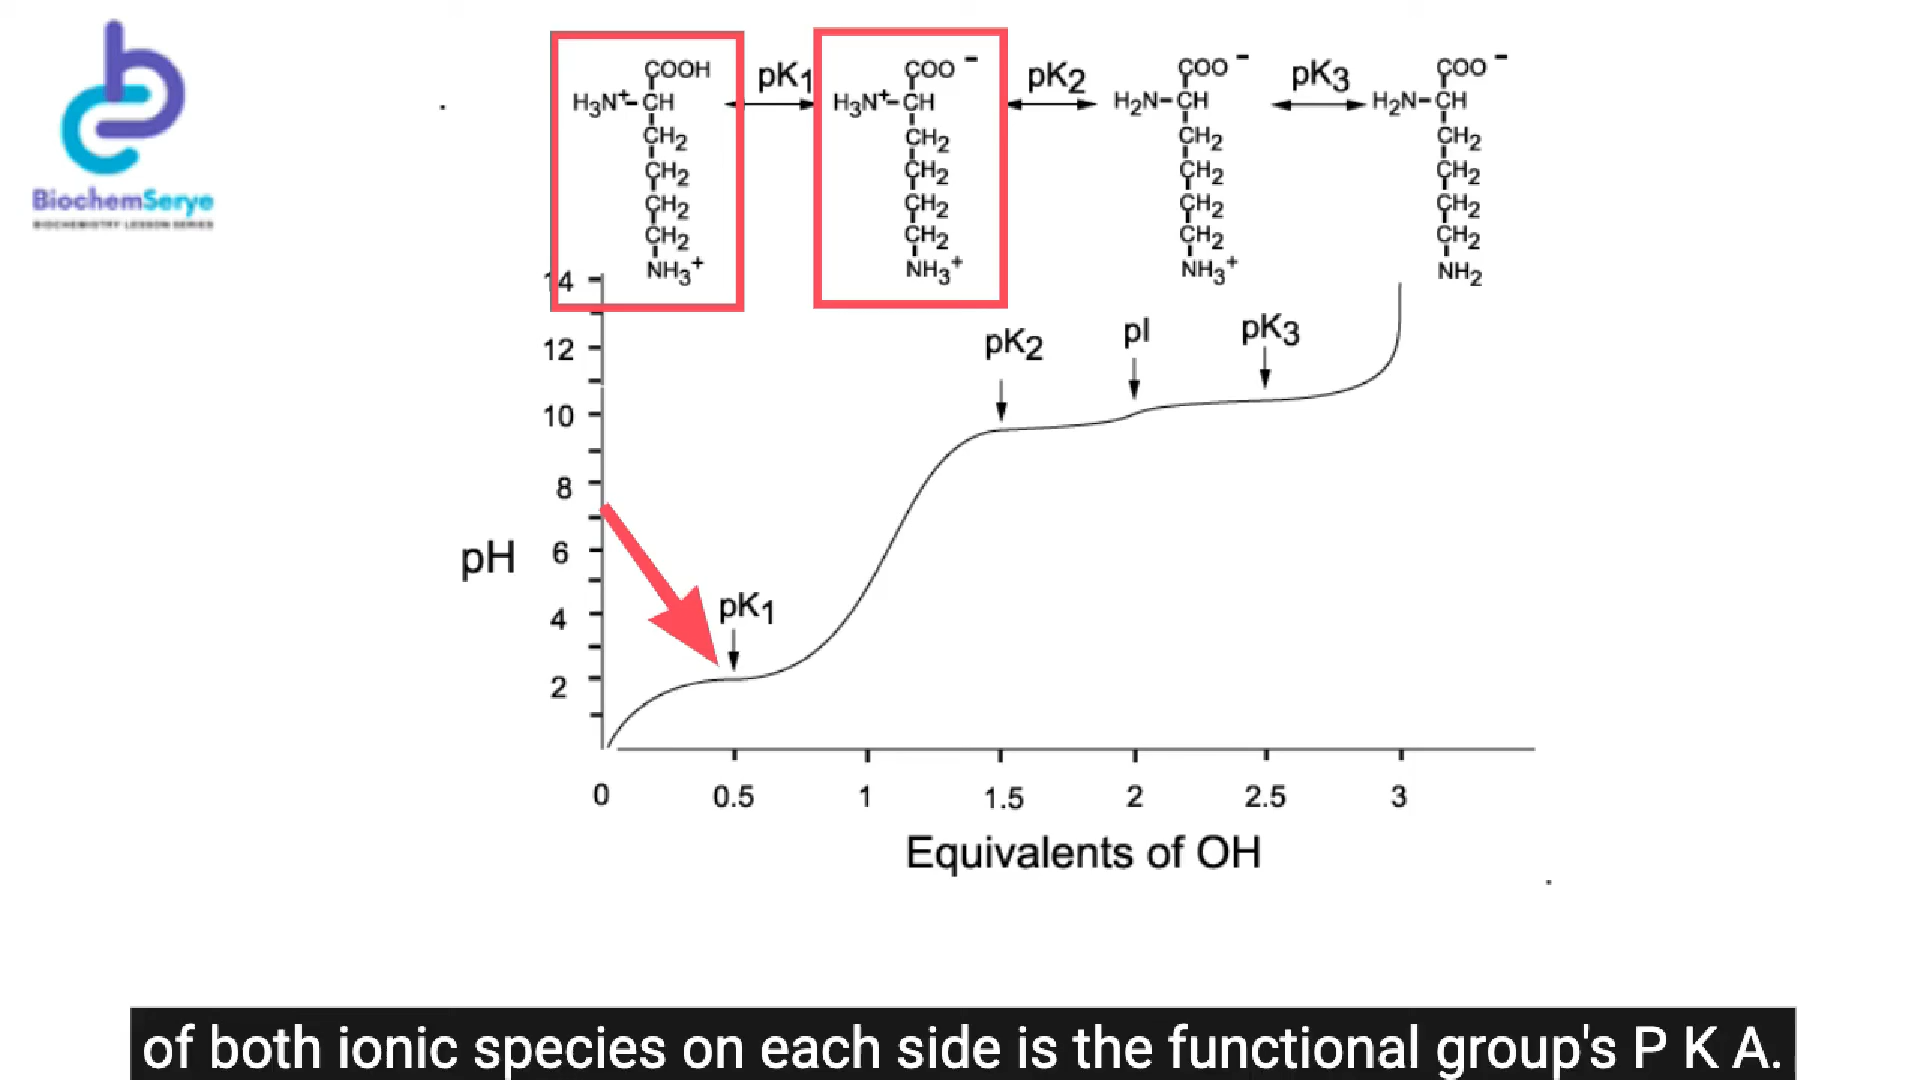 b
BiochemSerye
BIOCHEMISTRY LESSON SERIES
COOH
H₃N⁺-CH
CH₂
CH₂
CH₂
CH₂
NH₃⁺
pK₁
COO⁻
H₃N⁺-CH
CH₂
CH₂
CH₂
CH₂
NH₃⁺
pK₂
COO⁻
H₂N-CH
CH₂
CH₂
CH₂
CH₂
NH₃⁺
pK₃
COO⁻
H₂N-CH
CH₂
CH₂
CH₂
CH₂
NH₂
14
12
10
8
6
4
2
pH
pK₁
pK₂
pI
pK₃
0 0.5 1 1.5 2 2.5 3
Equivalents of OH
of both ionic species on each side is the functional group's P K A.